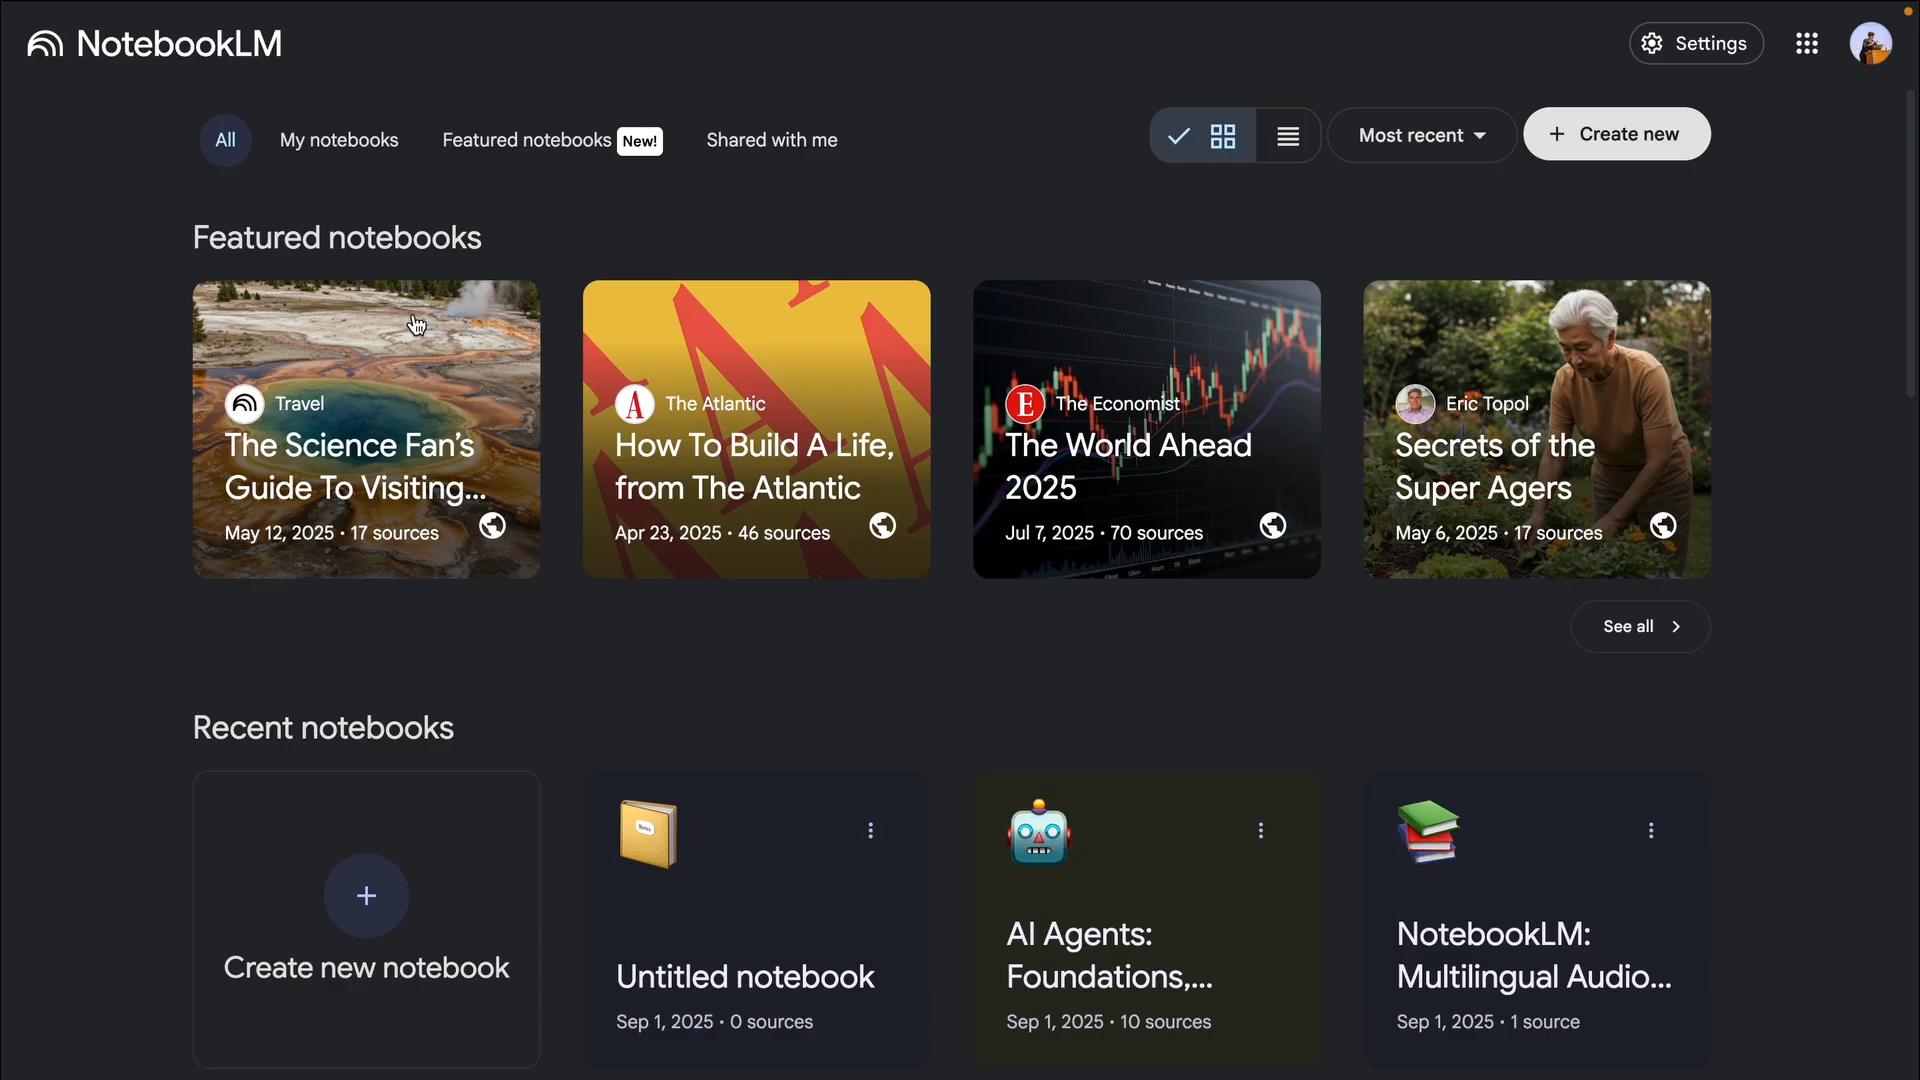 NotebookLM
Settings
All
My notebooks
Featured notebooks New!
Shared with me
Most recent
Create new
Featured notebooks
Travel
The Science Fan’s
Guide To Visiting...
May 12, 2025 · 17 sources
The Atlantic
How To Build A Life,
from The Atlantic
Apr 23, 2025 · 46 sources
The Economist
The World Ahead
2025
Jul 7, 2025 · 70 sources
Eric Topol
Secrets of the
Super Agers
May 6, 2025 · 17 sources
See all
Recent notebooks
Create new notebook
Notes
Untitled notebook
Sep 1, 2025 · 0 sources
AI Agents:
Foundations,...
Sep 1, 2025 · 10 sources
NotebookLM:
Multilingual Audio...
Sep 1, 2025 · 1 source